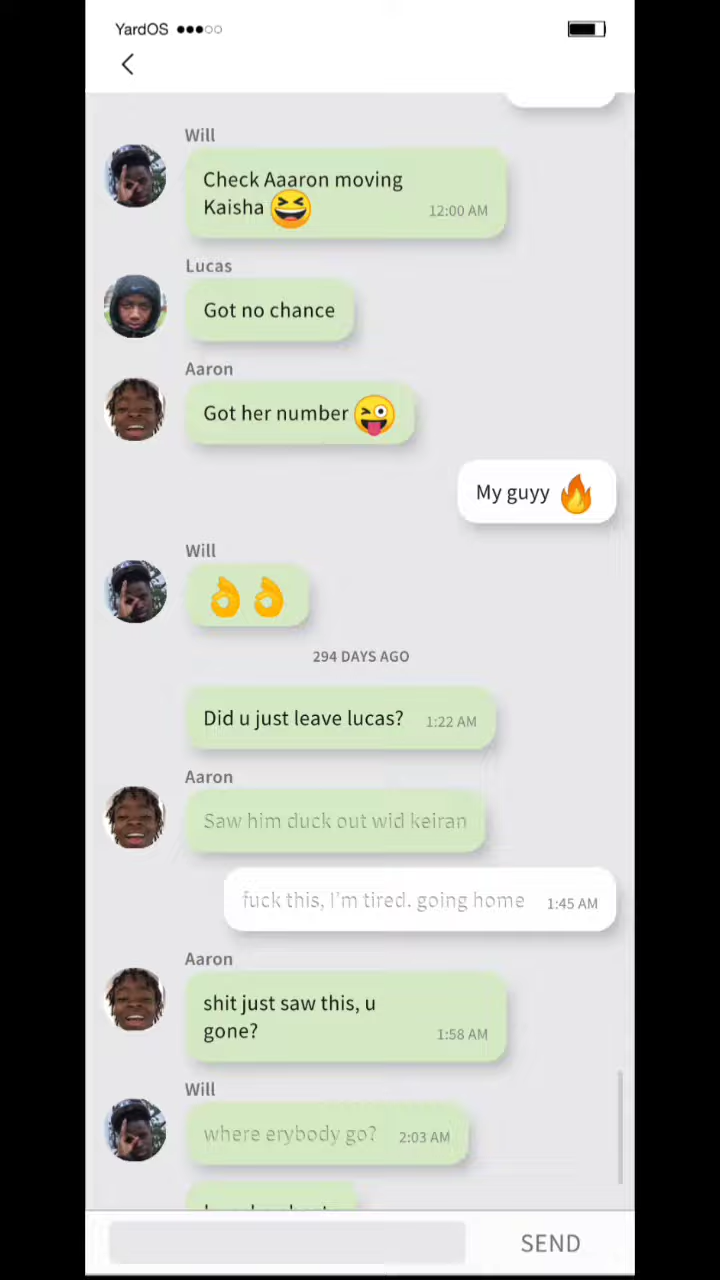 YardOS
Will
Check Aaaron moving
Kaisha 😆
12:00 AM
Lucas
Got no chance
Aaron
Got her number 😜
My guyy 🔥
Will
👌👌
294 DAYS AGO
Did u just leave lucas?
1:22 AM
Aaron
Saw him duck out wid keiran
fuck this, I'm tired. going home
1:45 AM
Aaron
shit just saw this, u
gone?
1:58 AM
Will
where erybody go?
2:03 AM
SEND